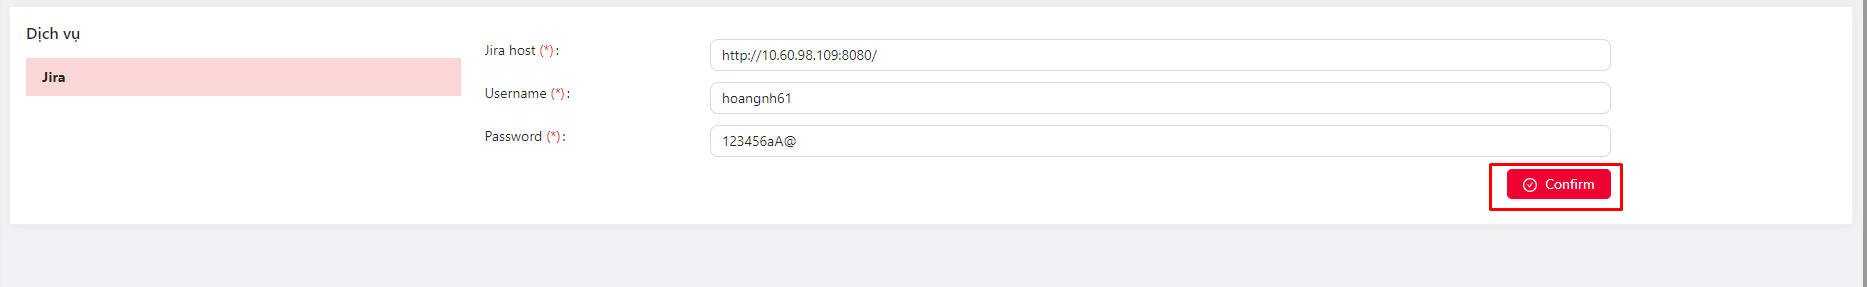 Dịch vụ
Jira
Jira host (*) :
http://10.60.98.109:8080/
Username (*) :
hoangnh61
Password (*) :
123456aA@
Confirm